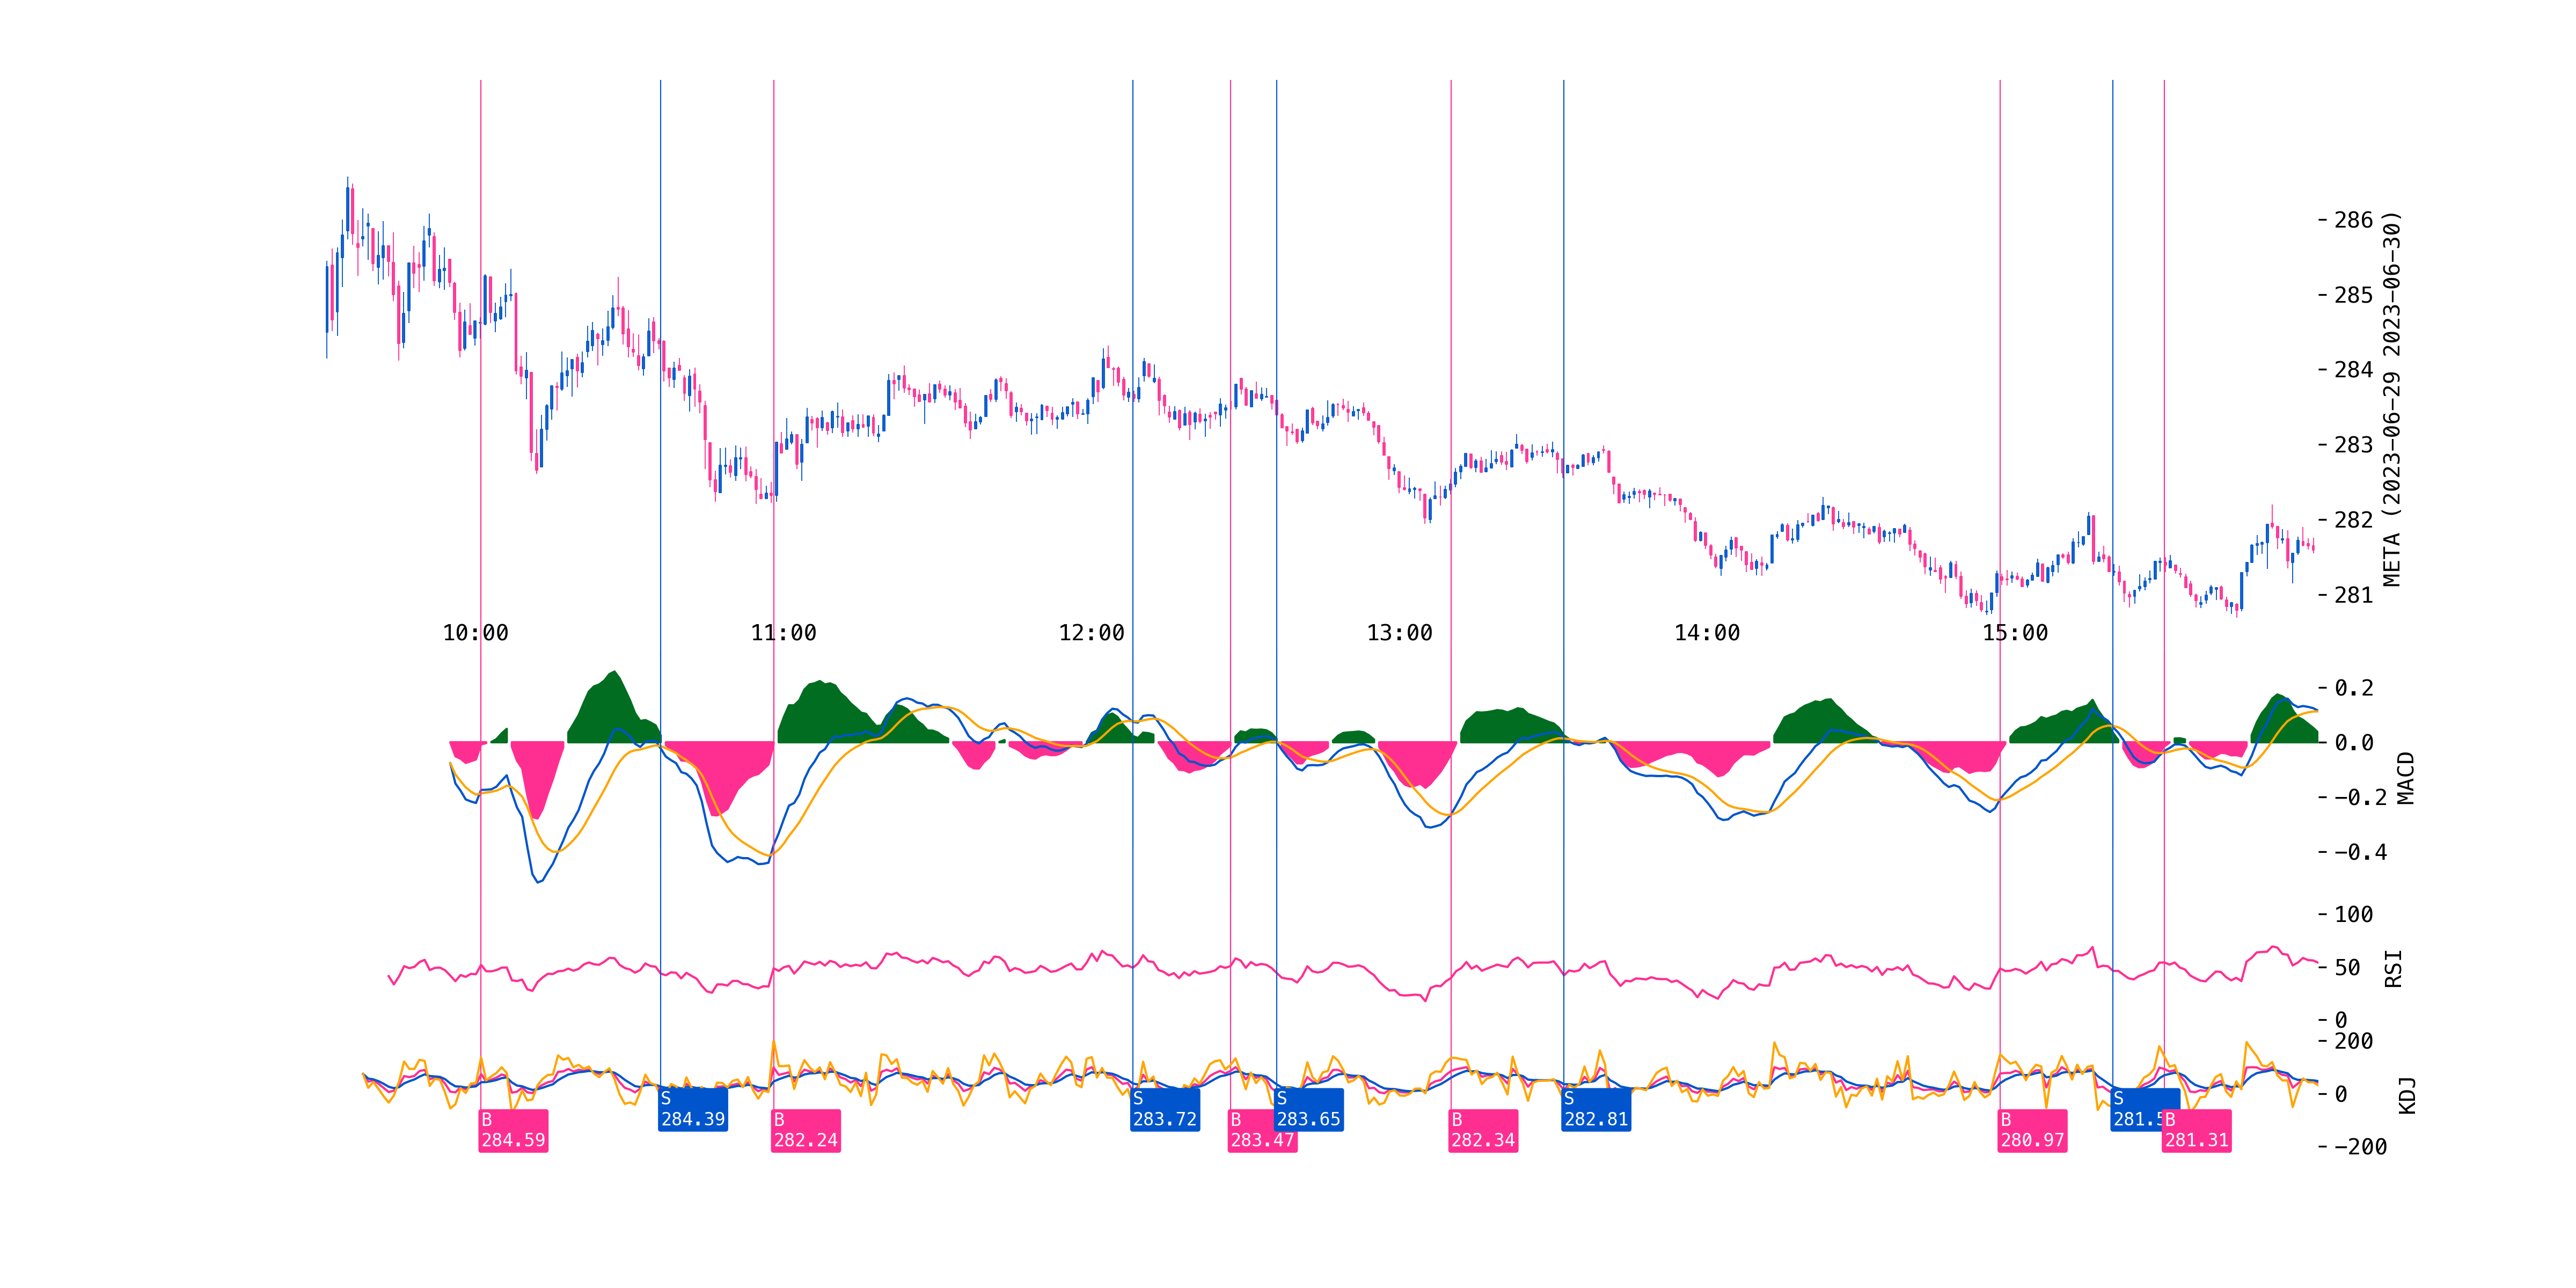 286
285
284
283
282
281
META (2023-06-29 2023-06-30)
10:00
11:00
12:00
13:00
14:00
15:00
0.2
0.0
−0.2
−0.4
MACD
100
50
0
RSI
200
0
−200
KDJ
B
284.59
S
284.39
B
282.24
S
283.72
B
283.47
S
283.65
B
282.34
S
282.81
B
280.97
S
B
281.31